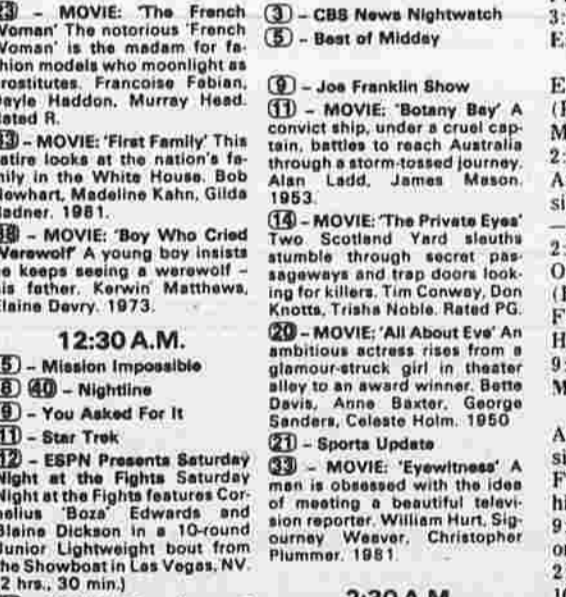 – MOVIE: 'The French
Woman' The notorious 'French
Woman' is the madam for fa-
hion models who moonlight as
rostitutes. Francoise Fabian,
ayle Haddon, Murray Head.
ated R.
– MOVIE: 'First Family' This
atire looks at the nation's fa-
mily in the White House. Bob
Newhart, Madeline Kahn, Gilda
Radner. 1981.
– MOVIE: 'Boy Who Cried
Werewolf' A young boy insists
he keeps seeing a werewolf –
his father. Kerwin Matthews,
Elaine Devry. 1973.
12:30 A.M.
5 – Mission Impossible
8 40 – Nightline
9 – You Asked For It
11 – Star Trek
12 – ESPN Presents Saturday
Night at the Fights Saturday
Night at the Fights features Cor-
nelius 'Boza' Edwards and
Blaine Dickson in a 10-round
Junior Lightweight bout from
the Showboat in Las Vegas, NV.
(2 hrs., 30 min.)
3 – CBS News Nightwatch
5 – Best of Midday
9 – Joe Franklin Show
11 – MOVIE: 'Botany Bay' A
convict ship, under a cruel cap-
tain, battles to reach Australia
through a storm-tossed journey.
Alan Ladd, James Mason.
1953.
14 – MOVIE: 'The Private Eyes'
Two Scotland Yard sleuths
stumble through secret pas-
sageways and trap doors look-
ing for killers. Tim Conway, Don
Knotts, Trisha Noble. Rated PG.
20 – MOVIE: 'All About Eve' An
ambitious actress rises from a
glamour-struck girl in theater
alley to an award winner. Bette
Davis, Anne Baxter, George
Sanders, Celeste Holm. 1950
21 – Sports Update
33 – MOVIE: 'Eyewitness' A
man is obsessed with the idea
of meeting a beautiful televi-
sion reporter. William Hurt, Sig-
ourney Weaver, Christopher
Plummer. 1981.